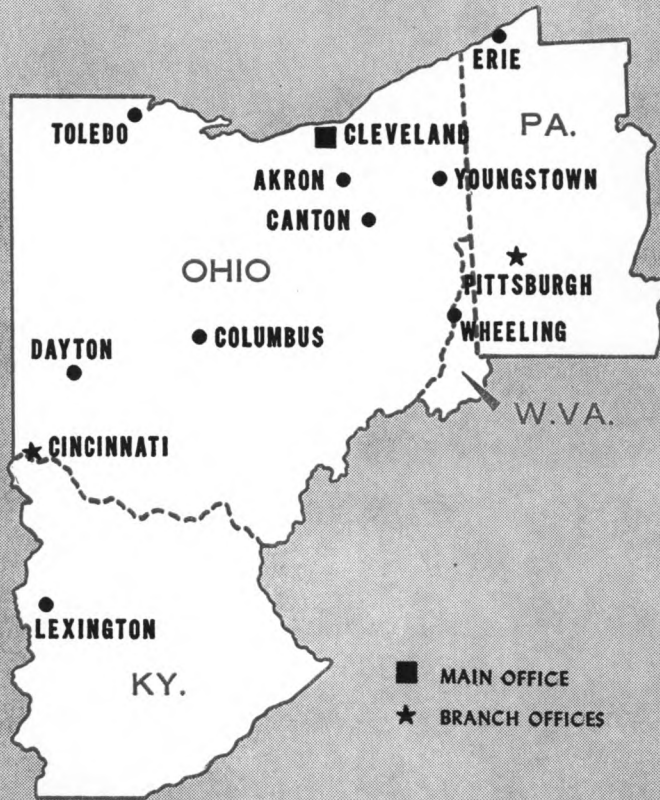 ERIE
PA.
TOLEDO
CLEVELAND
AKRON
YOUNGSTOWN
CANTON
OHIO
PITTSBURGH
COLUMBUS
WHEELING
DAYTON
W.VA.
CINCINNATI
LEXINGTON
KY.
MAIN OFFICE
BRANCH OFFICES